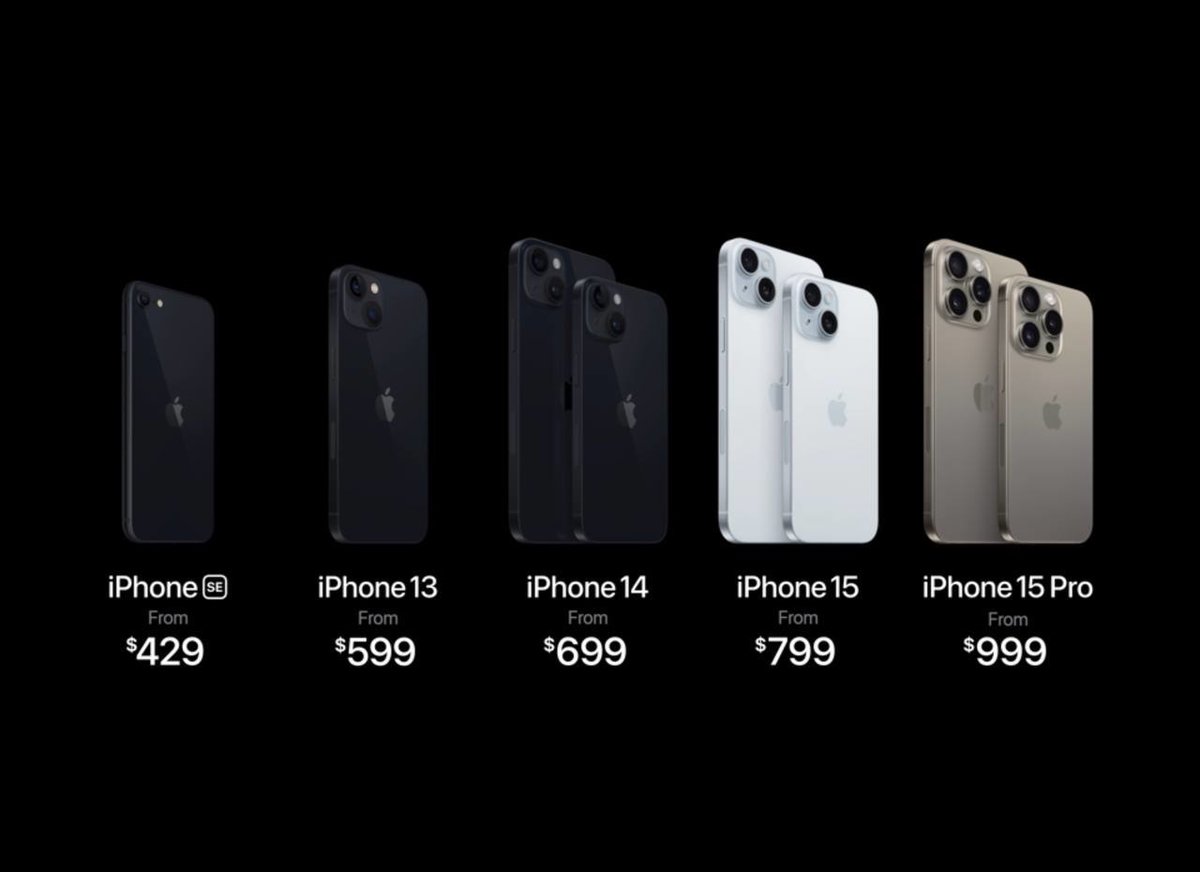 iPhone SE
From
$429
iPhone 13
From
$599
iPhone 14
From
$699
iPhone 15
From
$799
iPhone 15 Pro
From
$999